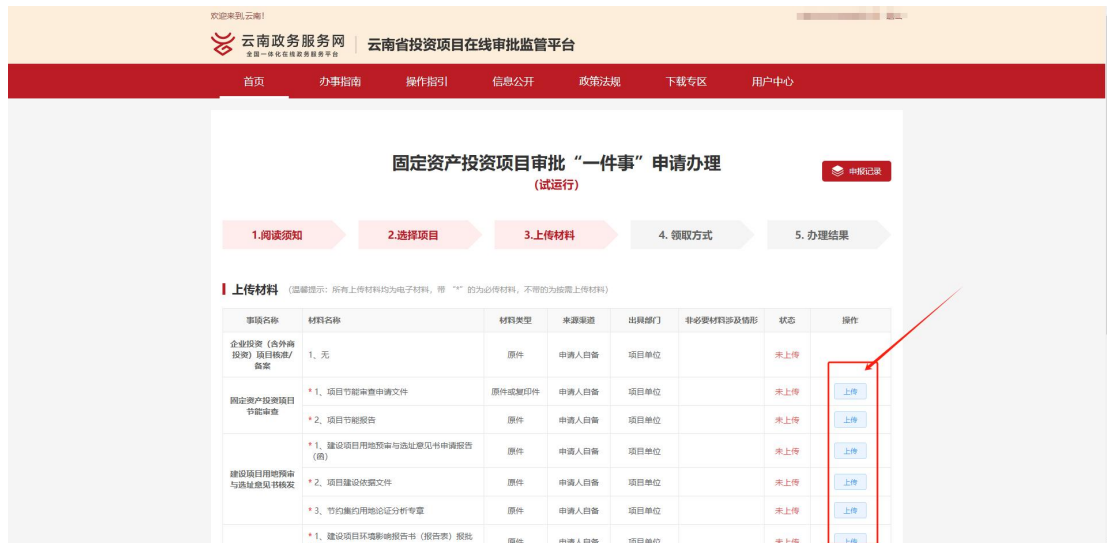 欢迎来到,云南!
云南政务服务网
全国一体化在线政务服务平台
云南省投资项目在线审批监管平台
首页 办事指南 操作指引 信息公开 政策法规 下载专区 用户中心
固定资产投资项目审批“一件事”申请办理
(试运行)
申报记录
1.阅读须知 2.选择项目 3.上传材料 4. 领取方式 5. 办理结果
上传材料 (温馨提示: 所有上传材料均为电子材料, 带 “*” 的为必传材料, 不带的为按需上传材料)
事项名称 材料名称 材料类型 来源渠道 出具部门 非必要材料涉及情形 状态 操作
企业投资(含外商
投资)项目核准/
备案
1、无 原件 申请人自备 项目单位 未上传
固定资产投资项目
节能审查
* 1、项目节能审查申请文件 原件或复印件 申请人自备 项目单位 未上传 上传
* 2、项目节能报告 原件 申请人自备 项目单位 未上传 上传
建设项目用地预审
与选址意见书核发
* 1、建设项目用地预审与选址意见书申请报告
(函)
原件 申请人自备 项目单位 未上传 上传
* 2、项目建设依据文件 原件 申请人自备 项目单位 未上传 上传
* 3、节约集约用地论证分析专章 原件 申请人自备 项目单位 未上传 上传
* 1、建设项目环境影响报告书(报告表)报批
原件 申请人自备 项目单位 未上传 上传